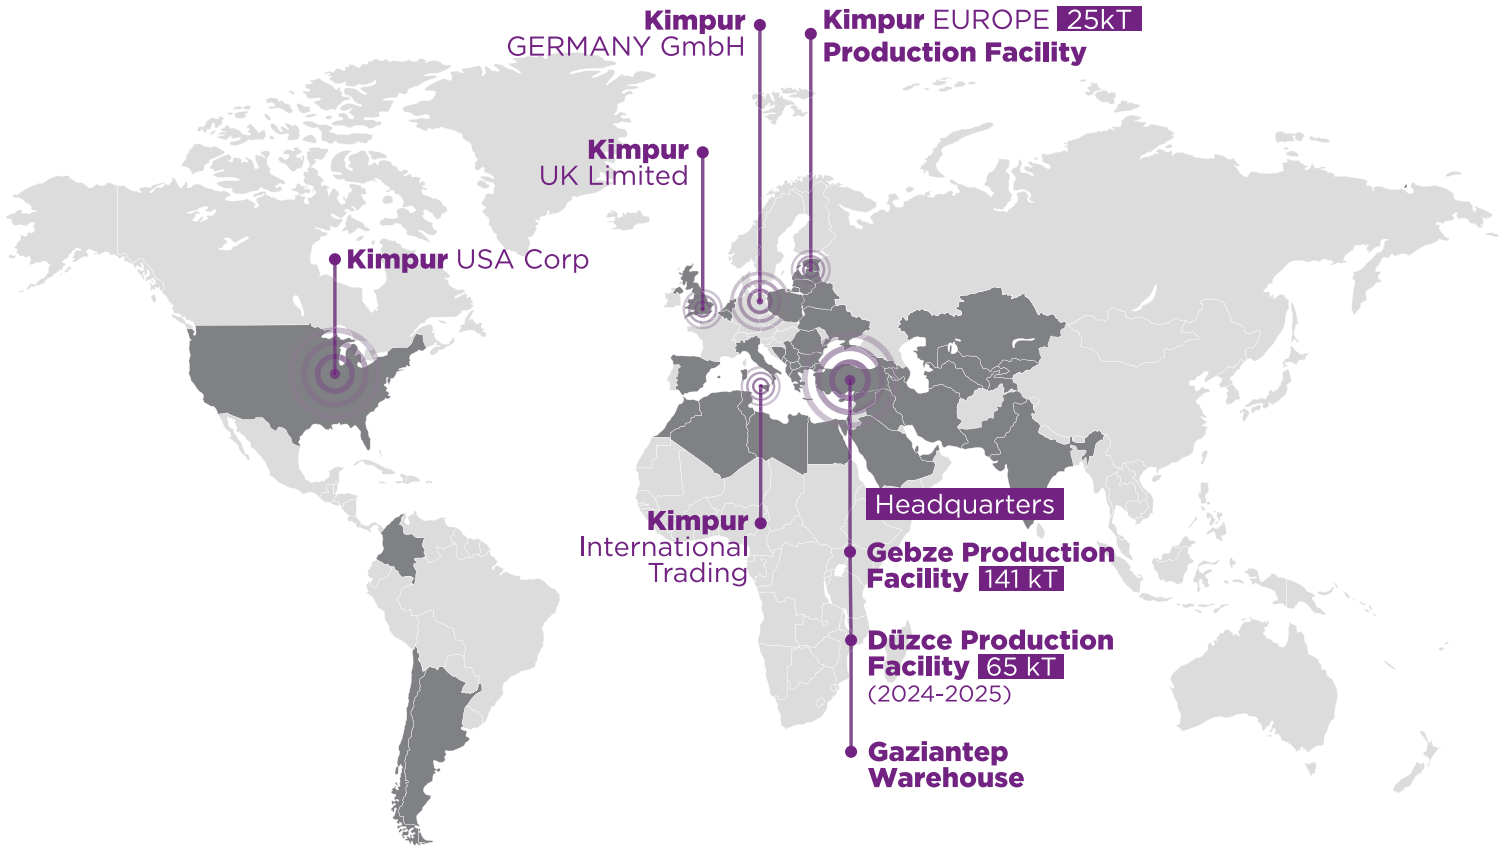 Kimpur
GERMANY GmbH
Kimpur EUROPE 25kT
Production Facility
Kimpur
UK Limited
Kimpur USA Corp
Kimpur
International
Trading
Headquarters
Gebze Production
Facility 141 kT
Düzce Production
Facility 65 kT
(2024-2025)
Gaziantep
Warehouse